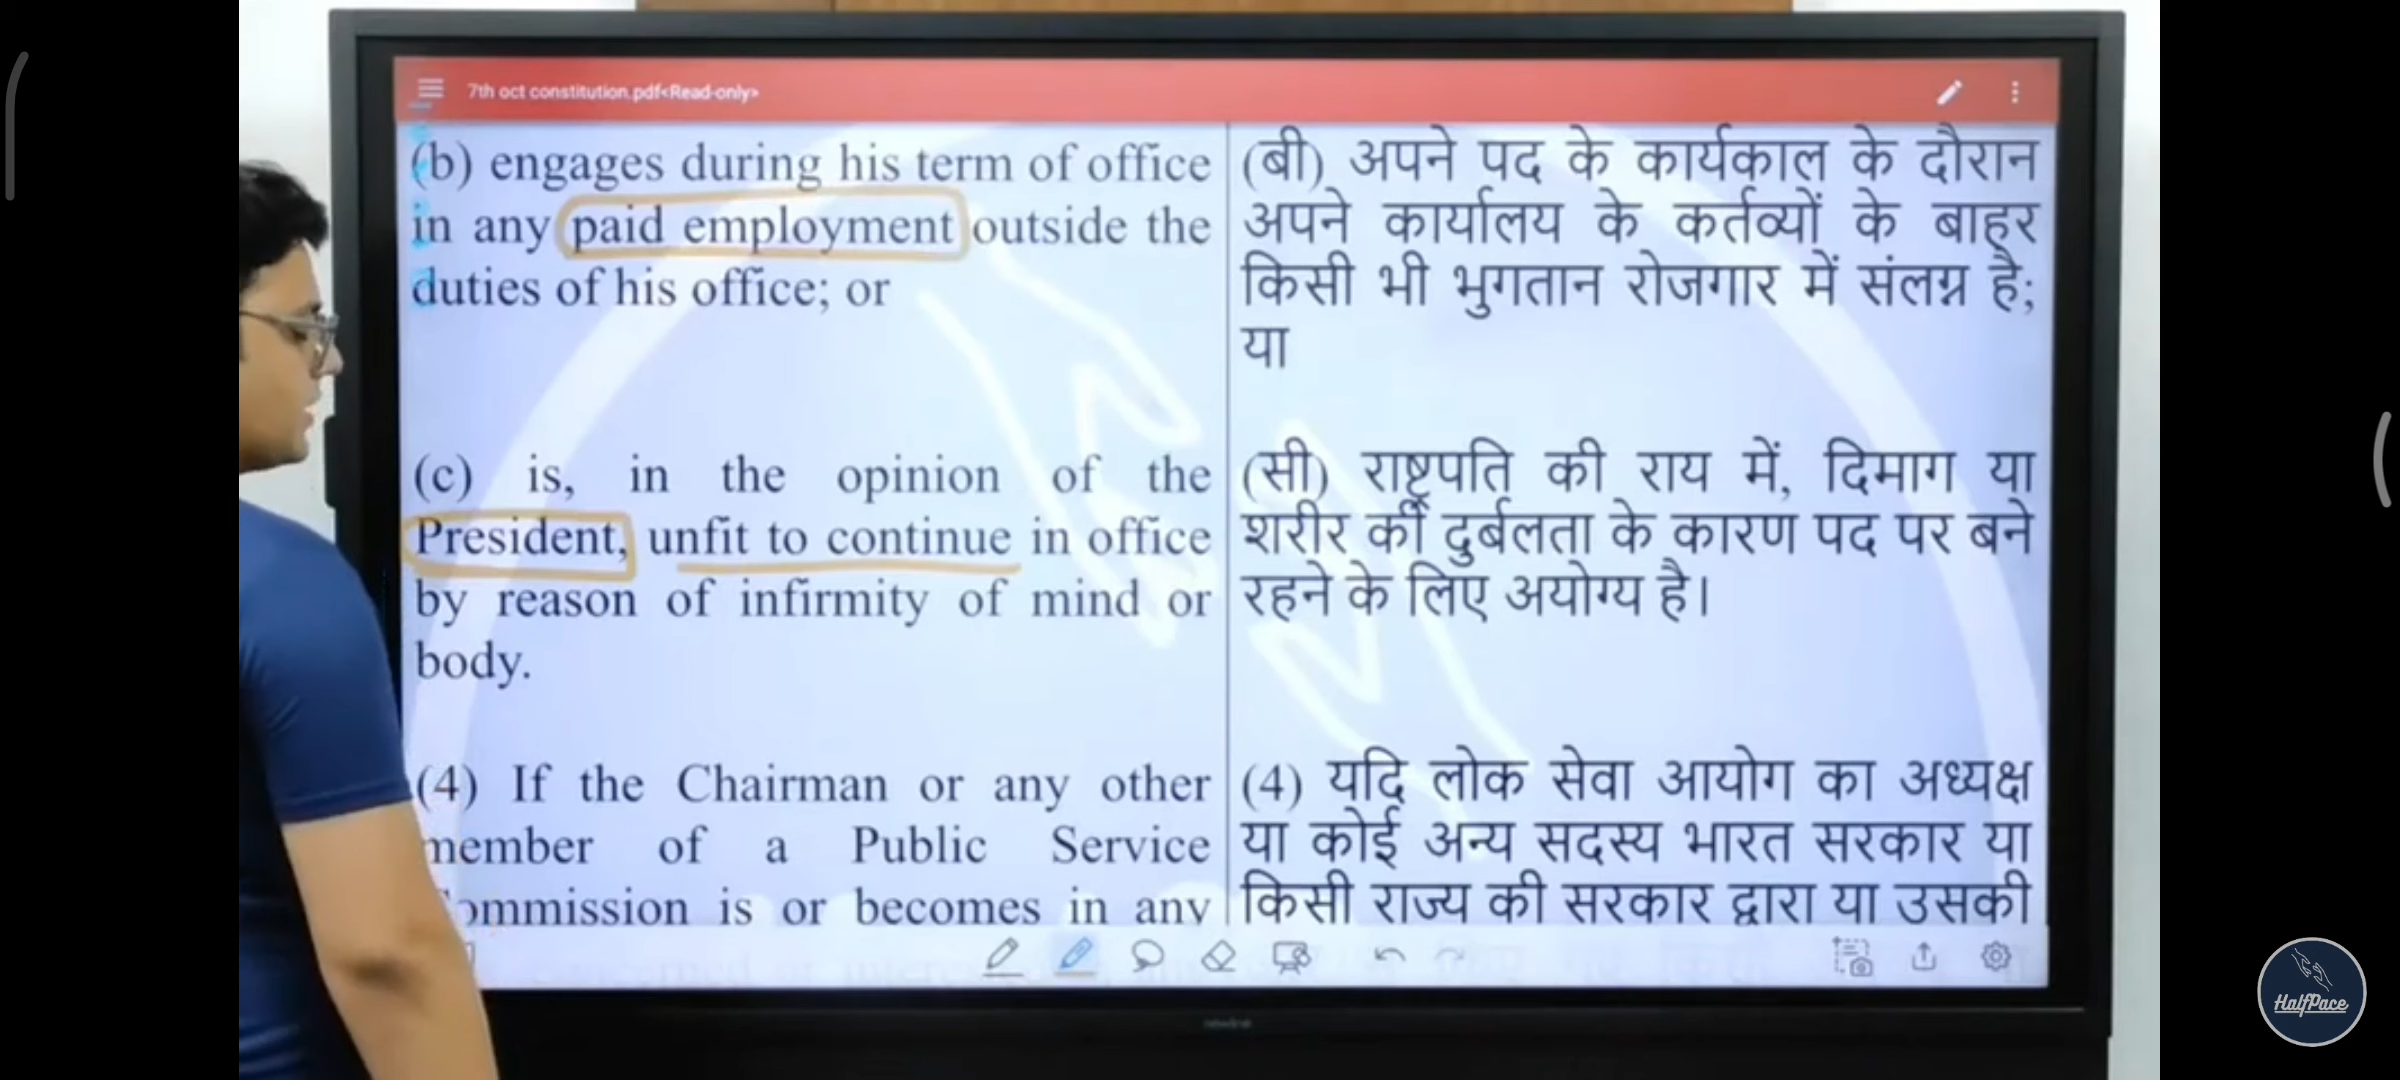 7th oct constitution.pdf<Read-only>
(b) engages during his term of office
in any paid employment outside the
duties of his office; or
(c) is, in the opinion of the
President, unfit to continue in office
by reason of infirmity of mind or
body.
(4) If the Chairman or any other
member of a Public Service
ommission is or becomes in any
(बी) अपने पद के कार्यकाल के दौरान
अपने कार्यालय के कर्तव्यों के बाहर
किसी भी भुगतान रोजगार में संलग्न है;
या
(सी) राष्ट्रपति की राय में, दिमाग या
शरीर की दुर्बलता के कारण पद पर बने
रहने के लिए अयोग्य है।
(4) यदि लोक सेवा आयोग का अध्यक्ष
या कोई अन्य सदस्य भारत सरकार या
किसी राज्य की सरकार द्वारा या उसकी
HalfPace